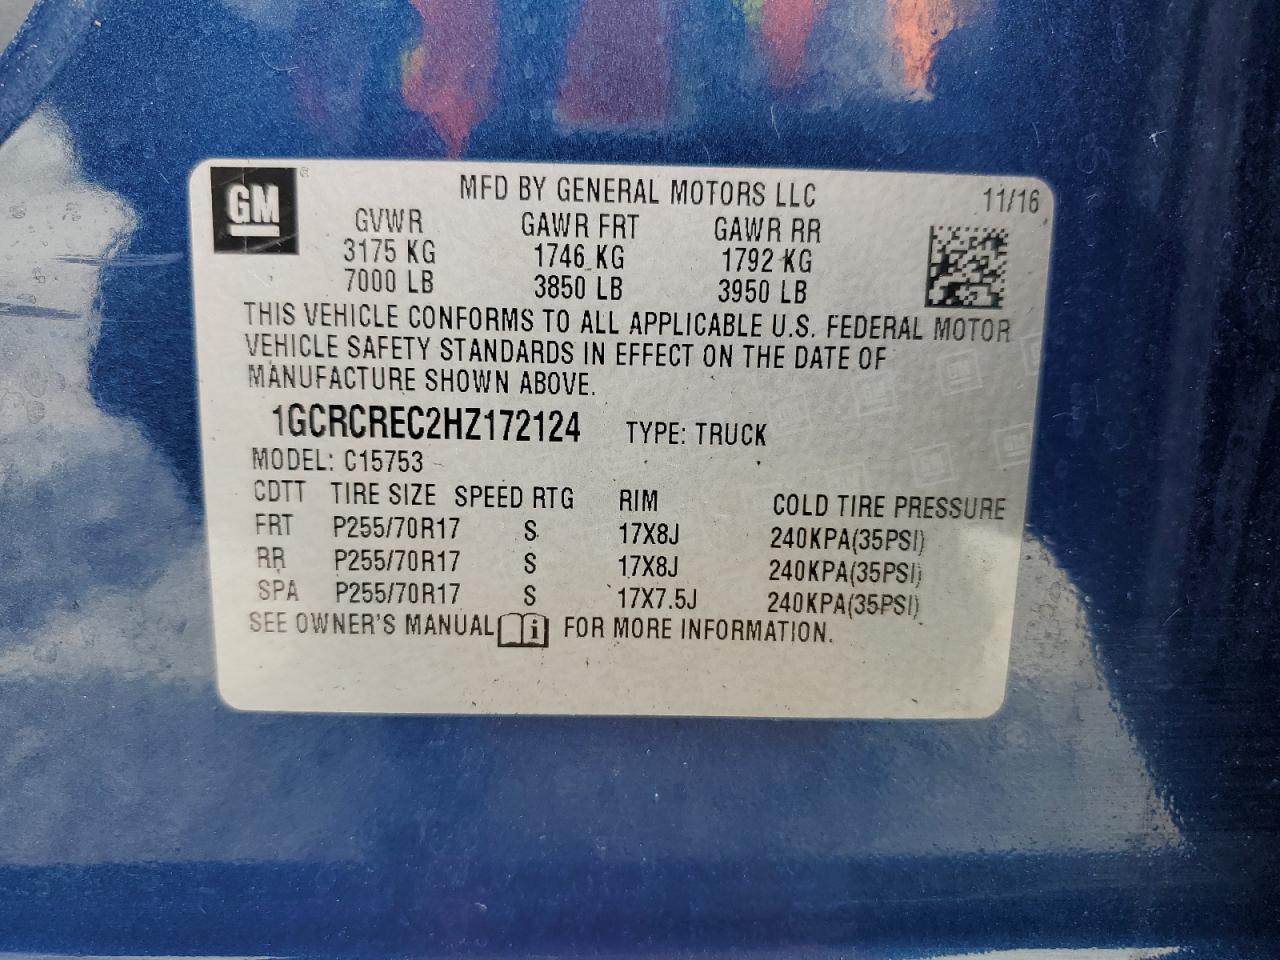 GM ®
MFD BY GENERAL MOTORS LLC 11/16
GVWR GAWR FRT GAWR RR
3175 KG 1746 KG 1792 KG
7000 LB 3850 LB 3950 LB
THIS VEHICLE CONFORMS TO ALL APPLICABLE U.S. FEDERAL MOTOR
VEHICLE SAFETY STANDARDS IN EFFECT ON THE DATE OF
MANUFACTURE SHOWN ABOVE.
1GCRCREC2HZ172124 TYPE: TRUCK
MODEL: C15753
CDTT TIRE SIZE SPEED RTG RIM COLD TIRE PRESSURE
FRT P255/70R17 S 17X8J 240KPA(35PSI)
RR P255/70R17 S 17X8J 240KPA(35PSI)
SPA P255/70R17 S 17X7.5J 240KPA(35PSI)
SEE OWNER'S MANUAL i FOR MORE INFORMATION.